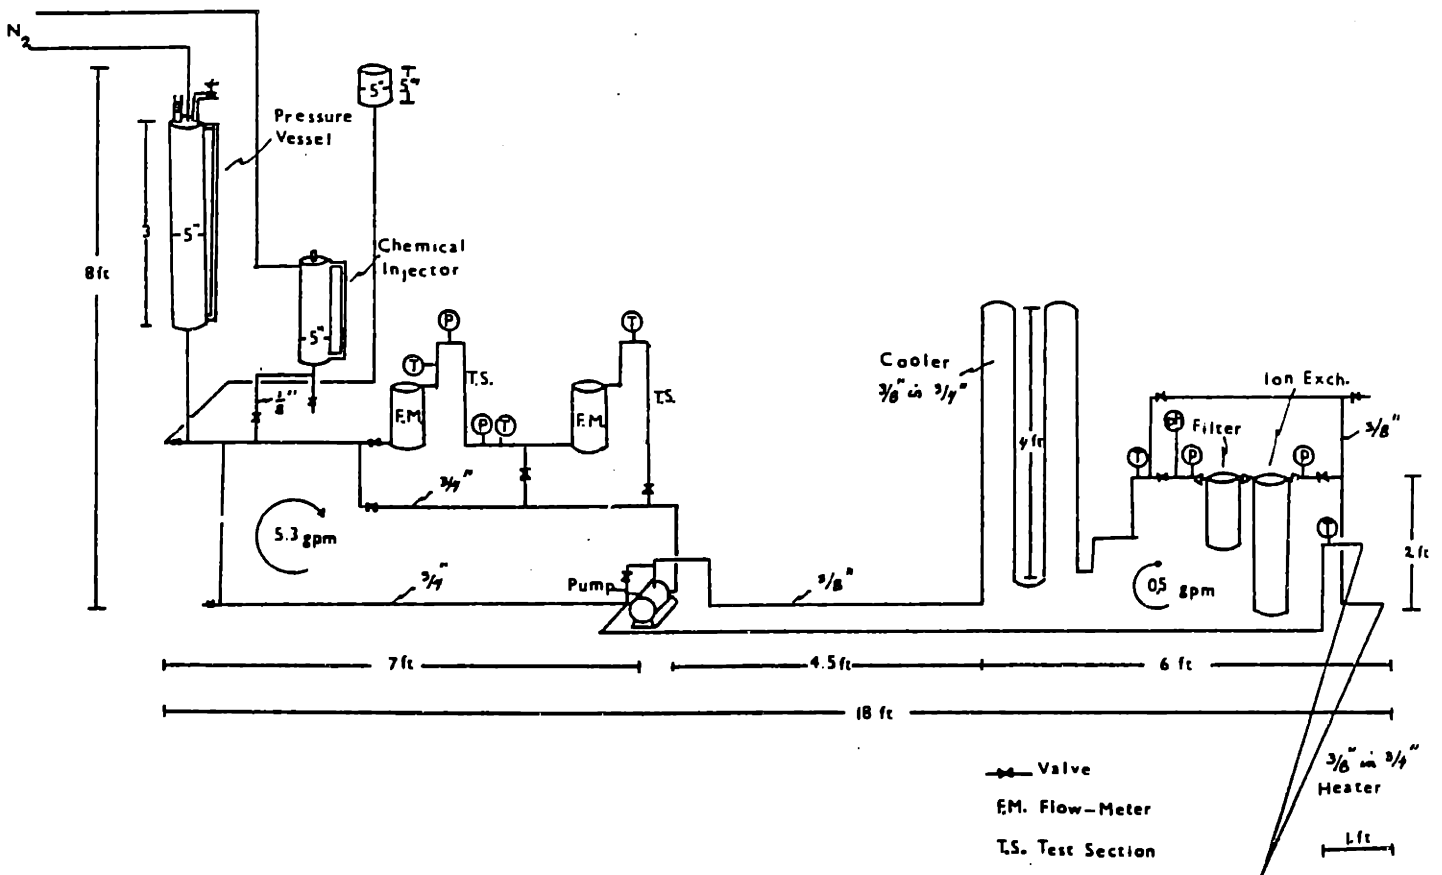 N2
5"
5"
Pressure
Vessel
3
5"
8 ft
Chemical
Injector
5"
1/8"
P
T
T.S.
F.M.
P
T
T
F.M.
T.S.
3/4"
5.3 gpm
3/4"
Pump
3/8"
Cooler
3/8" in 3/4"
4 ft
Ion Exch.
Filter
3/8"
T
P
P
T
2 ft
0.5 gpm
7 ft
4.5 ft
6 ft
18 ft
3/8" in 3/4"
Heater
1 ft
Valve
F.M. Flow-Meter
T.S. Test Section